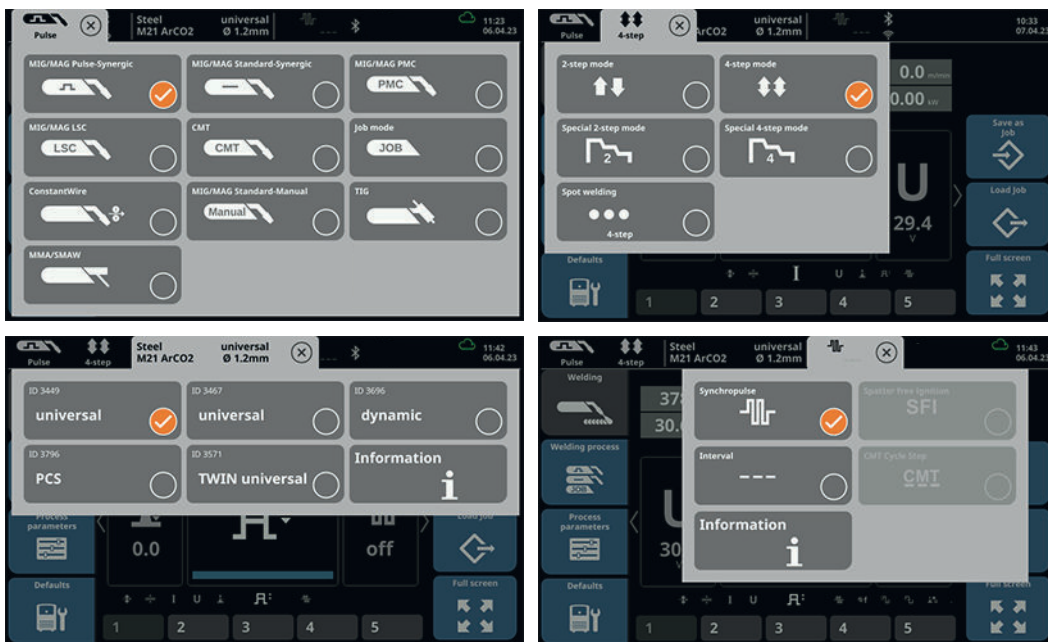 Pulse
Steel
M21 ArCO2
universal
Ø 1.2mm
---
11:23
06.04.23
MIG/MAG Pulse-Synergic
MIG/MAG Standard-Synergic
MIG/MAG PMC
PMC
MIG/MAG LSC
LSC
CMT
CMT
Job mode
JOB
ConstantWire
MIG/MAG Standard-Manual
Manual
TIG
MMA/SMAW
Pulse
4-step
ArCO2
universal
Ø 1.2mm
---
10:33
07.04.23
2-step mode
4-step mode
0.0 m/min
0.00 kW
Special 2-step mode
2
Special 4-step mode
4
Save as
Job
Spot welding
4-step
U
29.4
V
Load Job
Defaults
Full screen
I U
1 2 3 4 5
Pulse
4-step
Steel
M21 ArCO2
universal
Ø 1.2mm
---
11:42
06.04.23
ID 3449
universal
ID 3467
universal
ID 3696
dynamic
ID 3796
PCS
ID 3571
TWIN universal
Information
i
Process
parameters
0.0
off
Load Job
Defaults
Full screen
I U
1 2 3 4 5
Pulse
4-step
Steel
M21 ArCO2
universal
Ø 1.2mm
---
11:43
06.04.23
Welding
Synchropulse
Spatter free ignition
SFI
Welding process
JOB
Interval
---
CMT Cycle Step
CMT
Process
parameters
Information
i
Defaults
Full screen
I U
1 2 3 4 5